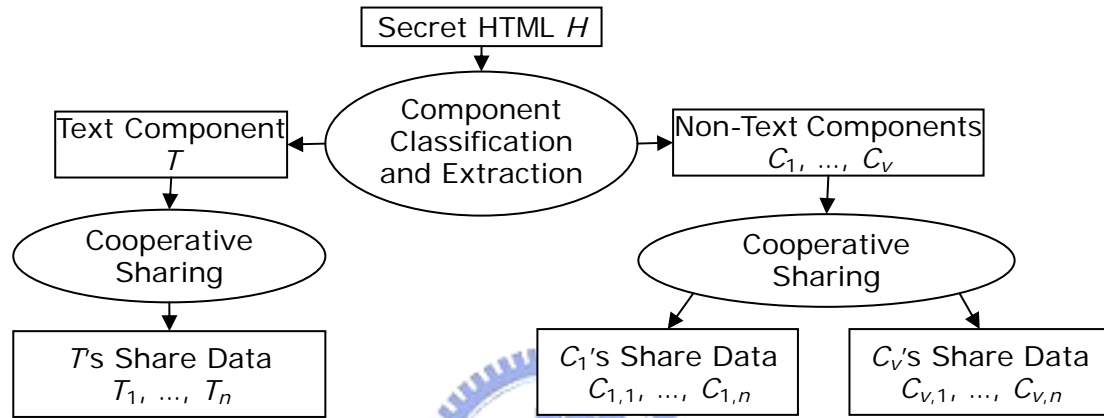 Secret HTML H
Component
Classification
and Extraction
Text Component
T
Non-Text Components
C₁, ..., Cᵥ
Cooperative
Sharing
Cooperative
Sharing
T's Share Data
T₁, ..., Tₙ
C₁'s Share Data
C₁,₁, ..., C₁,ₙ
Cᵥ's Share Data
Cᵥ,₁, ..., Cᵥ,ₙ